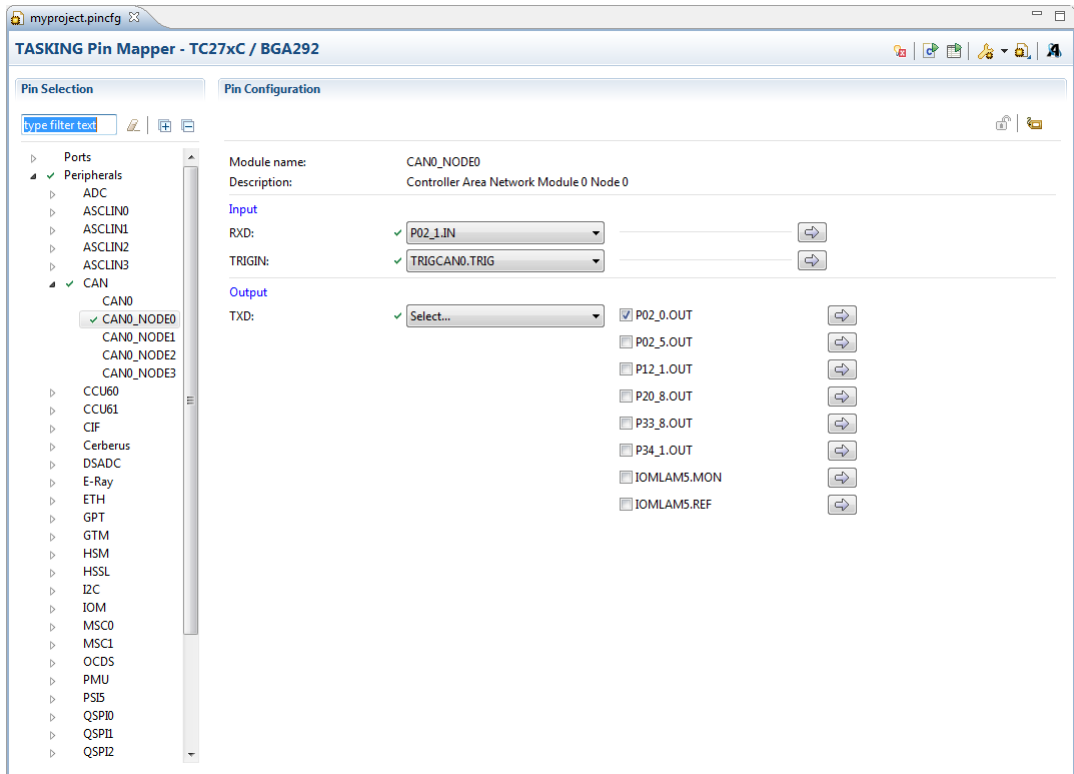 myproject.pincfg
TASKING Pin Mapper - TC27xC / BGA292
Pin Selection
type filter text
Ports
Peripherals
ADC
ASCLIN0
ASCLIN1
ASCLIN2
ASCLIN3
CAN
CAN0
CAN0_NODE0
CAN0_NODE1
CAN0_NODE2
CAN0_NODE3
CCU60
CCU61
CIF
Cerberus
DSADC
E-Ray
ETH
GPT
GTM
HSM
HSSL
I2C
IOM
MSC0
MSC1
OCDS
PMU
PSI5
QSPI0
QSPI1
QSPI2
Pin Configuration
Module name: CAN0_NODE0
Description: Controller Area Network Module 0 Node 0
Input
RXD: P02_1.IN
TRIGIN: TRIGCAN0.TRIG
Output
TXD: Select... P02_0.OUT
P02_5.OUT
P12_1.OUT
P20_8.OUT
P33_8.OUT
P34_1.OUT
IOMLAM5.MON
IOMLAM5.REF